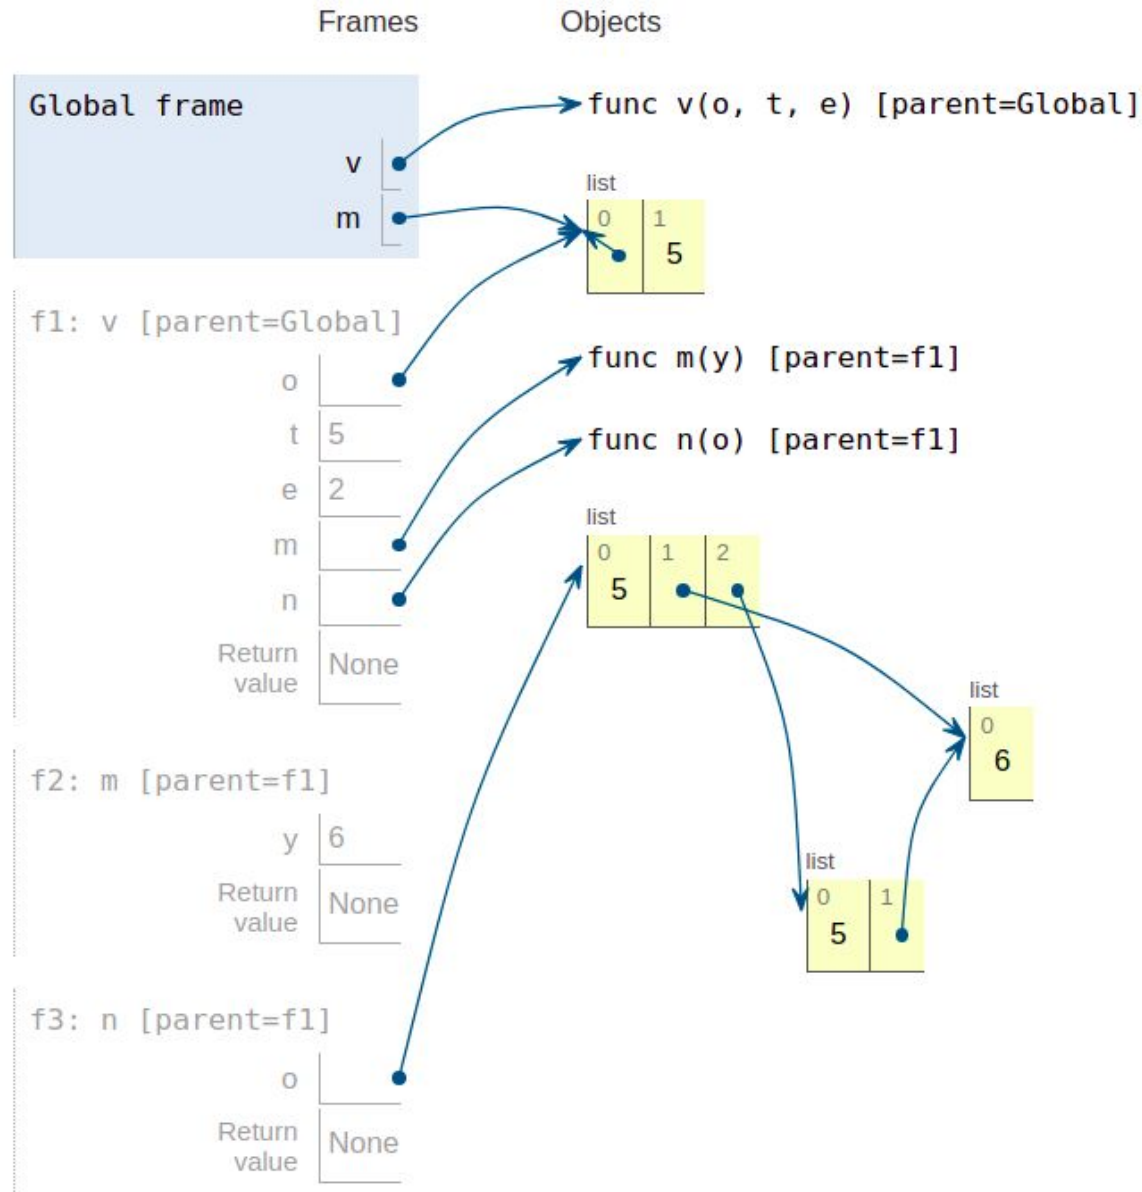 Frames Objects
Global frame
func v(o, t, e) [parent=Global]
v
m
list
0 1
5
f1: v [parent=Global]
o
t 5
e 2
m
n
Return
value
None
func m(y) [parent=f1]
func n(o) [parent=f1]
list
0 1 2
5
list
0
6
list
0 1
5
f2: m [parent=f1]
y 6
Return
value
None
f3: n [parent=f1]
o
Return
value
None